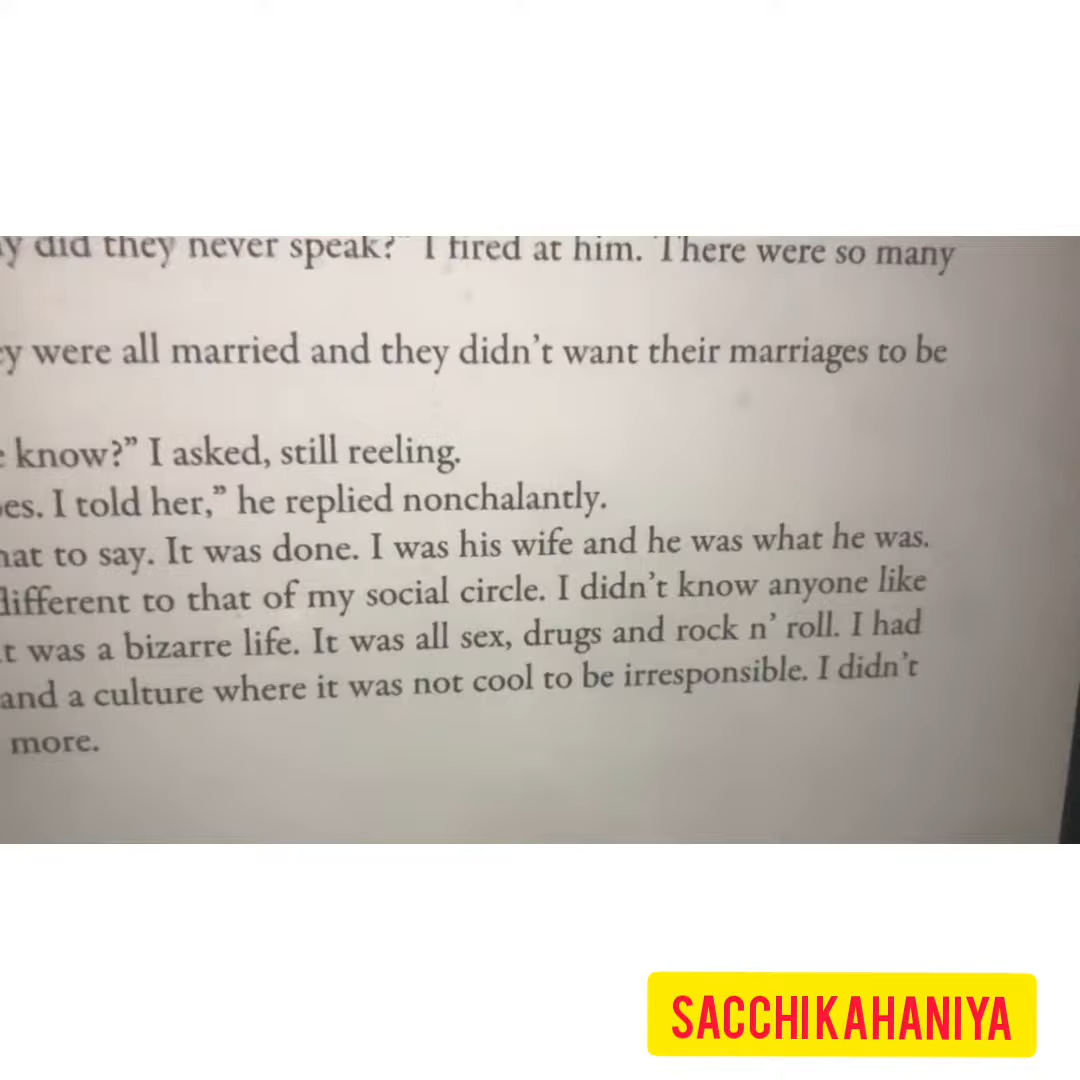 did they never speak?" I fired at him. There were so many
were all married and they didn't want their marriages to be
know?" I asked, still reeling.
I told her," he replied nonchalantly.
to say. It was done. I was his wife and he was what he was.
different to that of my social circle. I didn't know anyone like
was a bizarre life. It was all sex, drugs and rock n' roll. I had
and a culture where it was not cool to be irresponsible. I didn't
more.
SACCHIKAHANIYA